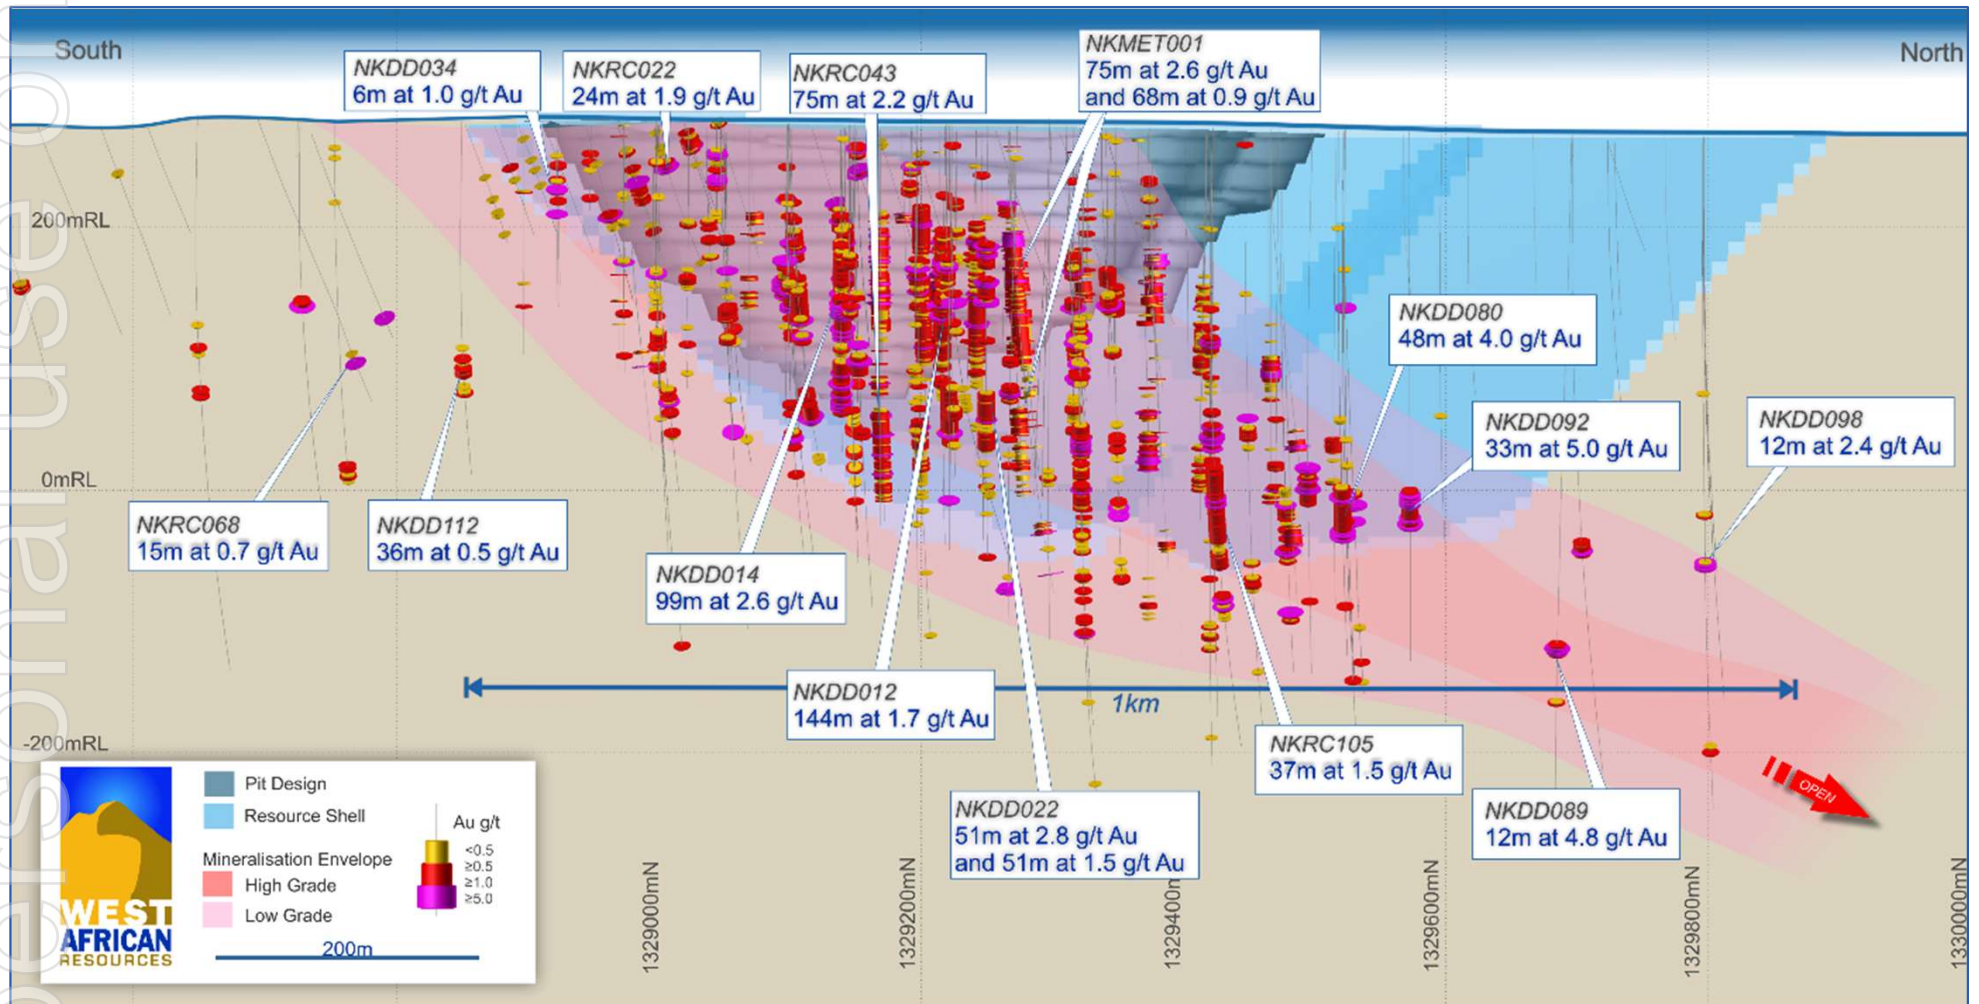 South
North
NKDD034
6m at 1.0 g/t Au
NKRC022
24m at 1.9 g/t Au
NKRC043
75m at 2.2 g/t Au
NKMET001
75m at 2.6 g/t Au
and 68m at 0.9 g/t Au
200mRL
NKDD080
48m at 4.0 g/t Au
NKDD092
33m at 5.0 g/t Au
NKDD098
12m at 2.4 g/t Au
0mRL
NKRC068
15m at 0.7 g/t Au
NKDD112
36m at 0.5 g/t Au
NKDD014
99m at 2.6 g/t Au
NKDD012
144m at 1.7 g/t Au
1km
NKRC105
37m at 1.5 g/t Au
-200mRL
NKDD022
51m at 2.8 g/t Au
and 51m at 1.5 g/t Au
NKDD089
12m at 4.8 g/t Au
OPEN
WEST
AFRICAN
RESOURCES
Pit Design
Resource Shell
Mineralisation Envelope
High Grade
Low Grade
Au g/t
<0.5
≥0.5
≥1.0
≥5.0
200m
1329000mN
1329200mN
1329400m
1329600mN
1329800mN
1330000mN
personal use on